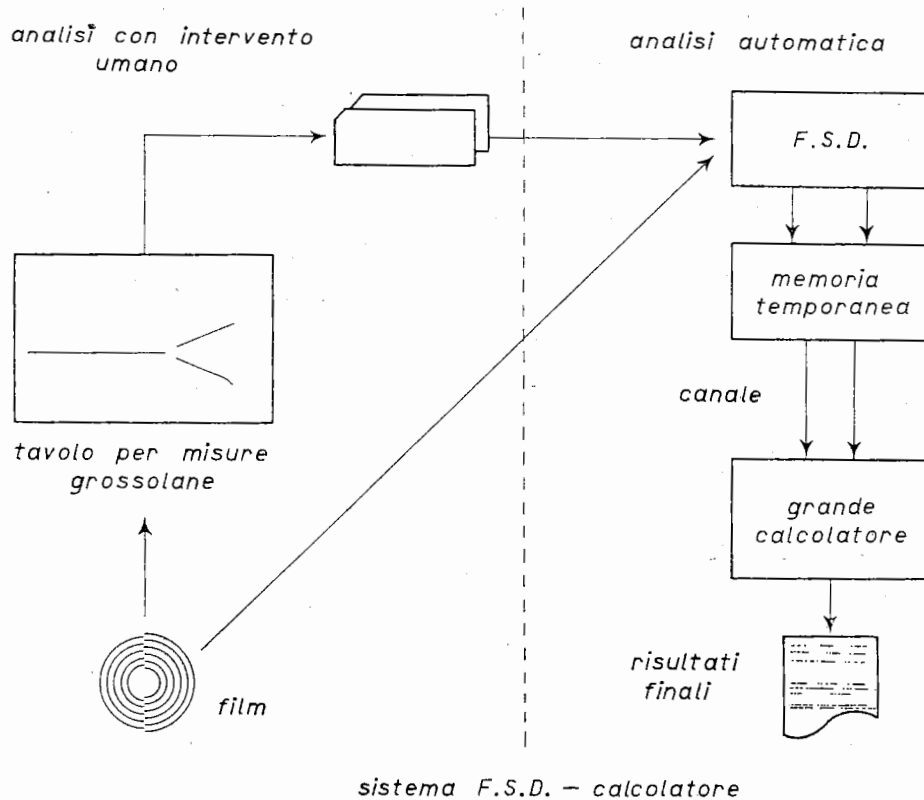 analisi con intervento
umano
analisi automatica
F.S.D.
memoria
temporanea
canale
tavolo per misure
grossolane
grande
calcolatore
risultati
finali
film
sistema F.S.D. — calcolatore